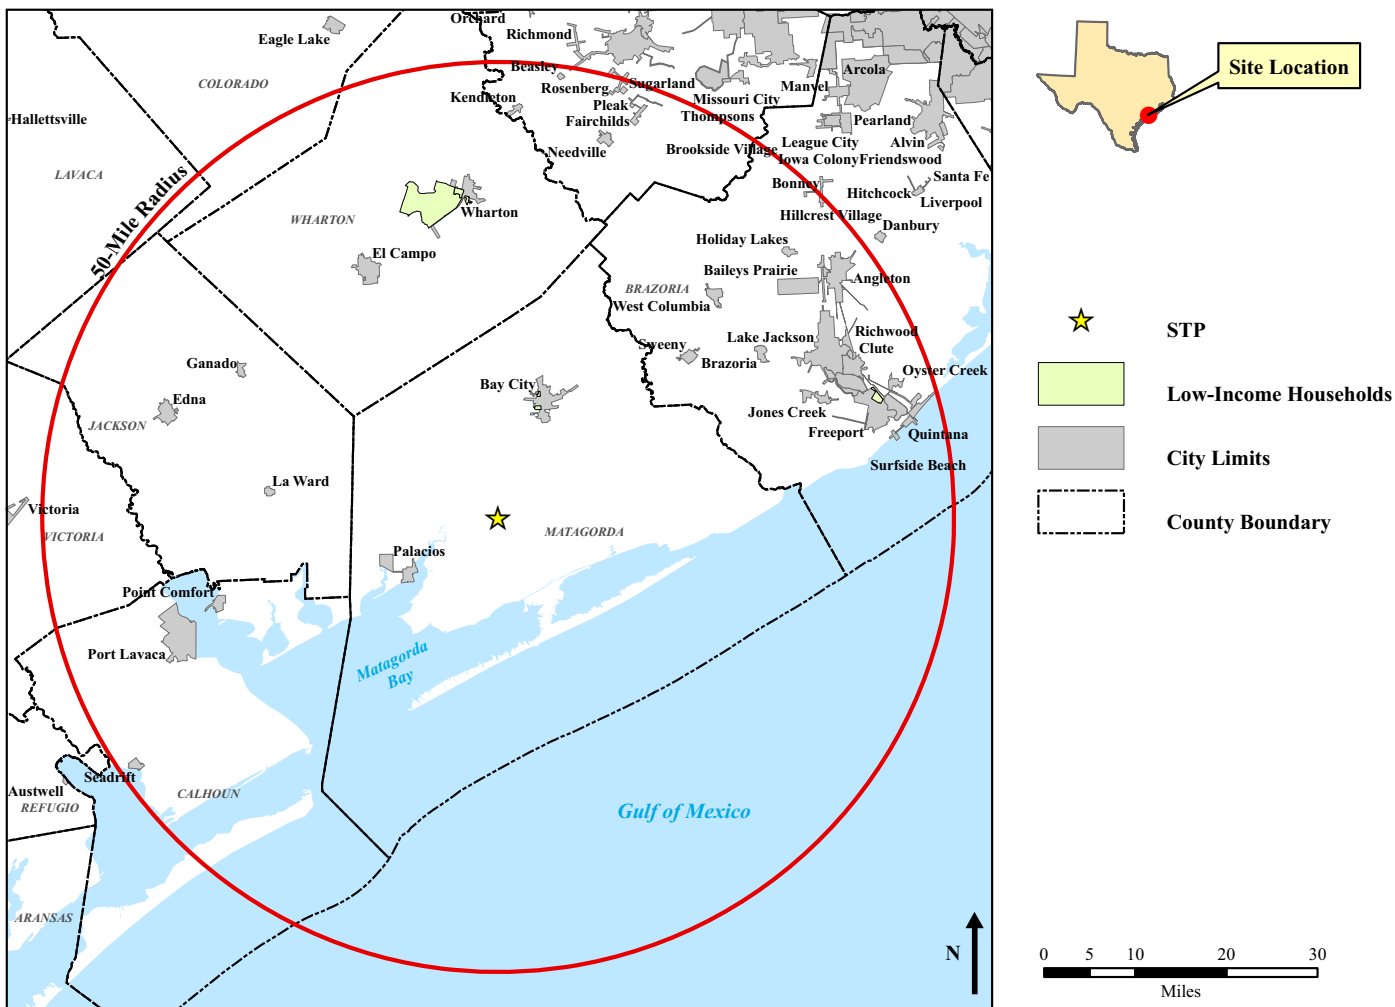 Orchard
Eagle Lake
Richmond
Beasley
COLORADO
Rosenberg
Sugarland
Arcola
Manvel
Missouri City
Kendleton
Pleak
Thompsons
Hallettsville
Fairchilds
Pearland
League City
Alvin
Needville
Brookside Village
Iowa Colony
Friendswood
LAVACA
Santa Fe
Bonney
Hitchcock
Liverpool
50-Mile Radius
WHARTON
Wharton
Hillcrest Village
Danbury
Holiday Lakes
El Campo
Baileys Prairie
Angleton
BRAZORIA
West Columbia
Richwood
Lake Jackson
Sweeny
Clute
Ganado
Brazoria
Oyster Creek
Bay City
Edna
Jones Creek
JACKSON
Freeport
Quintana
Surfside Beach
La Ward
Victoria
VICTORIA
MATAGORDA
Palacios
Point Comfort
Port Lavaca
Matagorda
Bay
Seadrift
Austwell
CALHOUN
REFUGIO
Gulf of Mexico
ARANSAS
N
Site Location
STP
Low-Income Households
City Limits
County Boundary
0 5 10 20 30
Miles